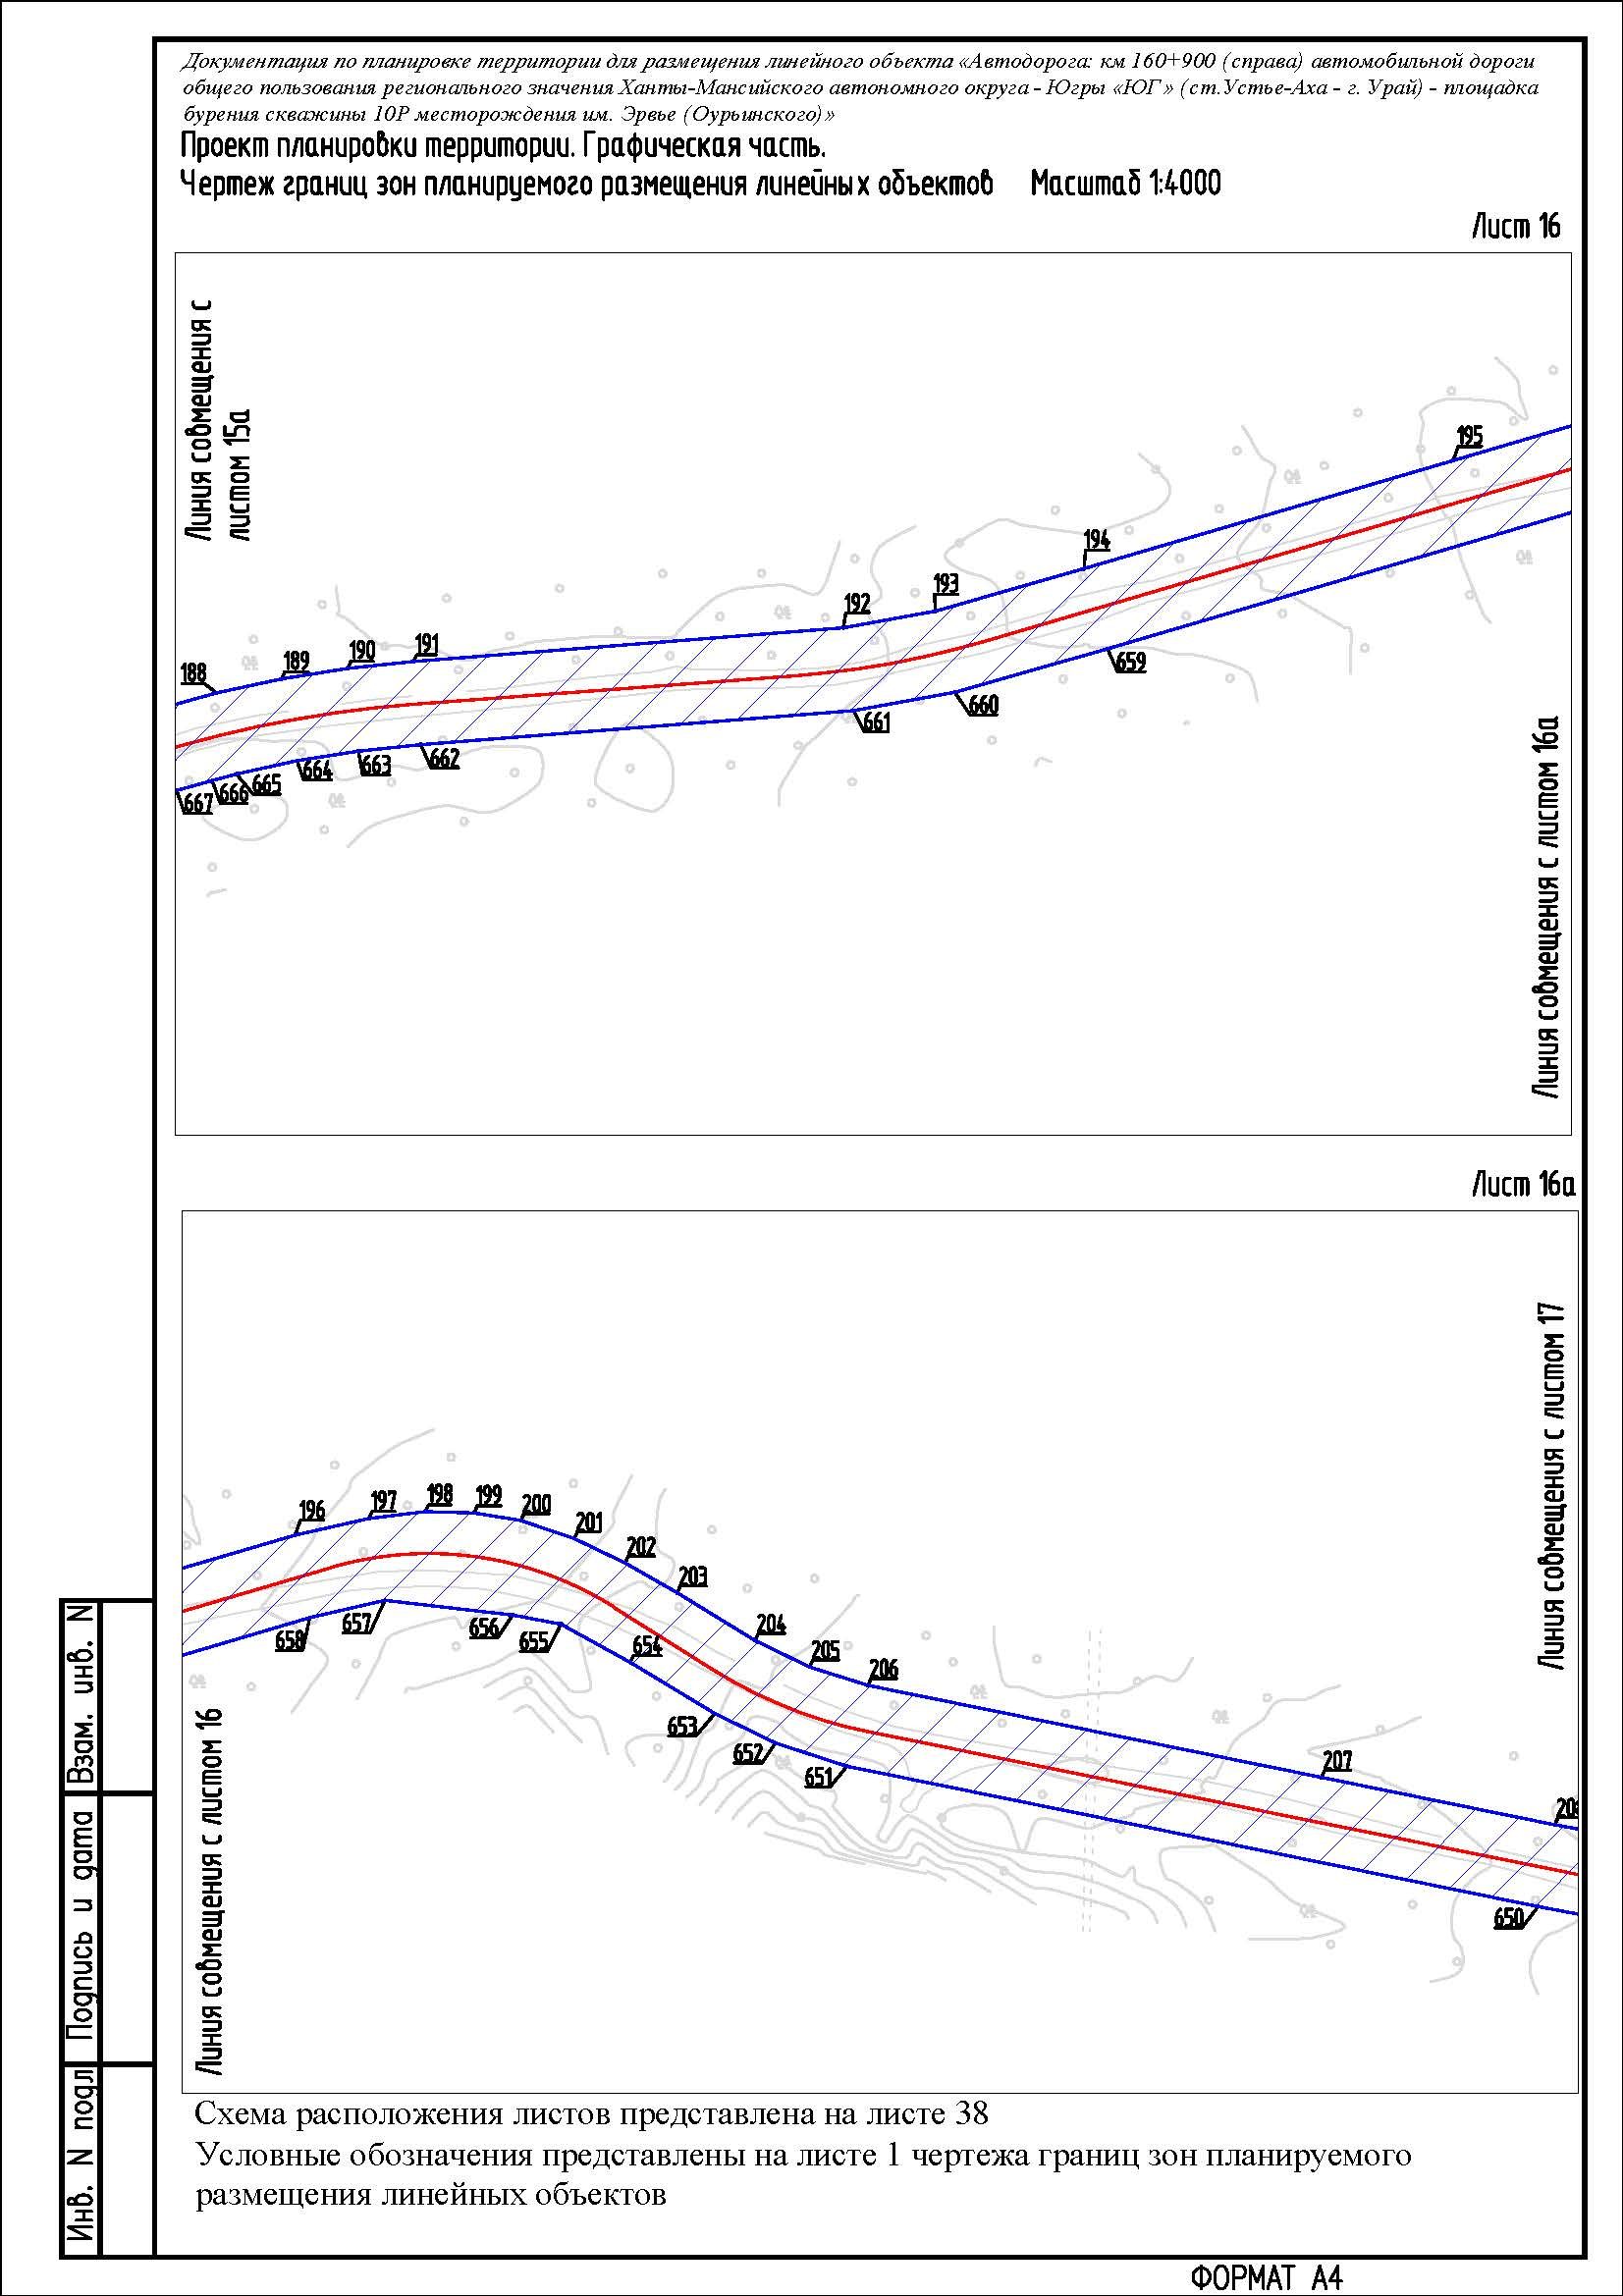 Документация по планировке территории для размещения линейного объекта «Автодорога: км 160+900 (справа) автомобильной дороги
общего пользования регионального значения Ханты-Мансийского автономного округа - Югры «ЮГ» (ст.Устье-Аха - г. Урай) - площадка
бурения скважины 10Р месторождения им. Эрвье (Оурьинского)»
Проект планировки территории. Графическая часть.
Чертеж границ зон планируемого размещения линейных объектов Масштаб 1:4000
Лист 16
Линия совмещения с
листом 15а
195
194
193
192
191
190
189
188
659
660
661
662
663
664
665
666
667
Линия совмещения с листом 16а
Лист 16а
Линия совмещения с листом 17
196
197
198
199
200
201
202
203
204
205
206
207
658
657
656
655
654
653
652
651
650
Линия совмещения с листом 16
Схема расположения листов представлена на листе 38
Условные обозначения представлены на листе 1 чертежа границ зон планируемого
размещения линейных объектов
Взам. инв. N
Подпись и дата
Инв. N подл
ФОРМАТ А4